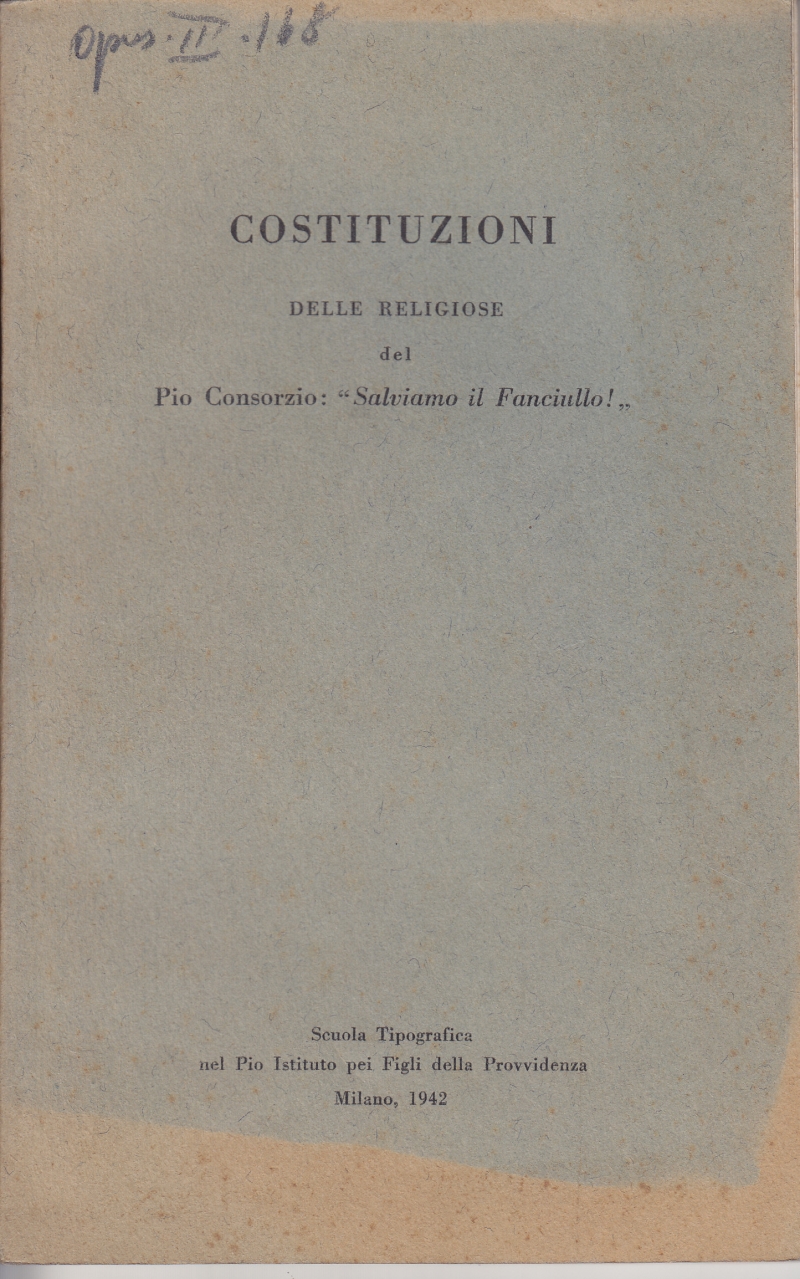 Opus. III. 168
COSTITUZIONI
DELLE RELIGIOSE
del
Pio Consorzio: “Salviamo il Fanciullo!„
Scuola Tipografica
nel Pio Istituto pei Figli della Provvidenza
Milano, 1942